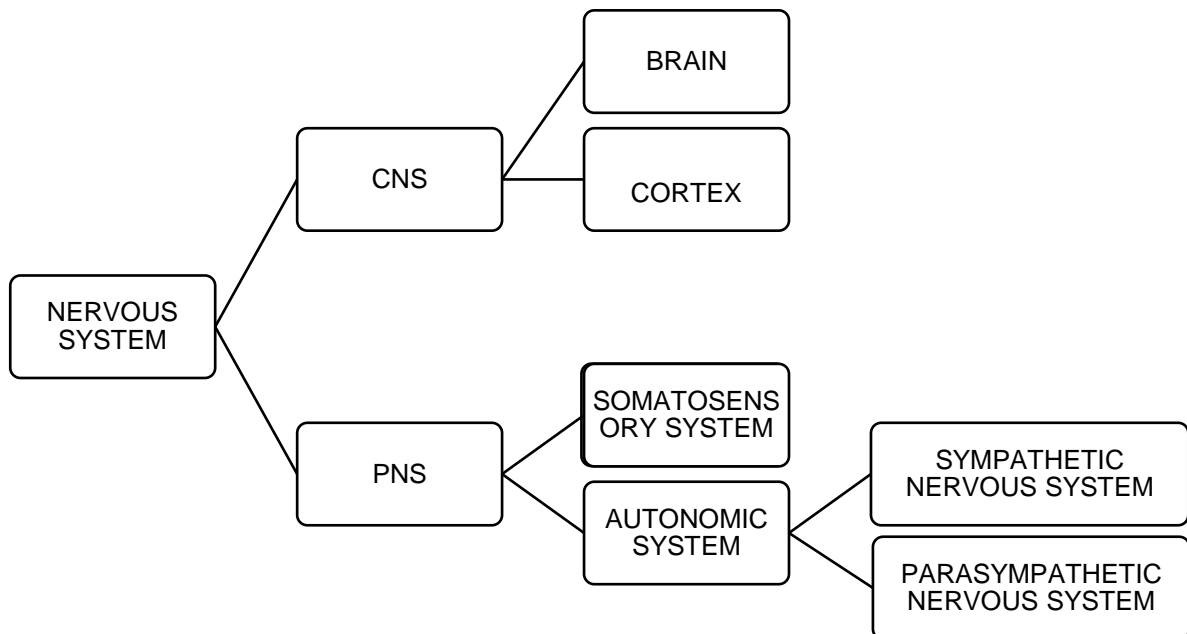 BRAIN
CNS
CORTEX
NERVOUS
SYSTEM
SOMATOSENS
ORY SYSTEM
PNS
SYMPATHETIC
NERVOUS SYSTEM
AUTONOMIC
SYSTEM
PARASYMPATHETIC
NERVOUS SYSTEM